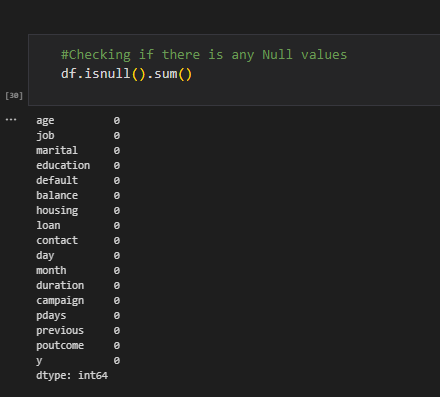 #Checking if there is any Null values
df.isnull().sum()
[30]
...
age 0
job 0
marital 0
education 0
default 0
balance 0
housing 0
loan 0
contact 0
day 0
month 0
duration 0
campaign 0
pdays 0
previous 0
poutcome 0
y 0
dtype: int64